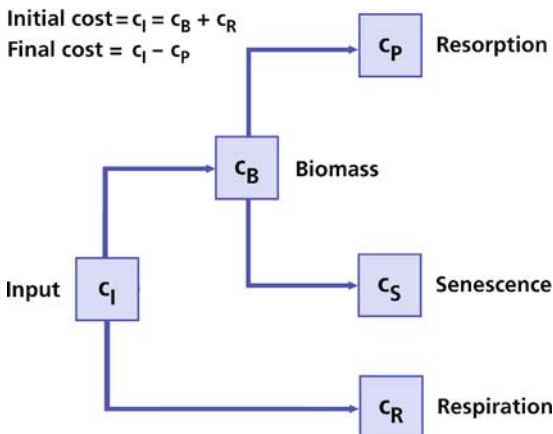 Initial cost = cI = cB + cR
Final cost = cI – cP
cP Resorption
cB Biomass
Input cI
cS Senescence
cR Respiration